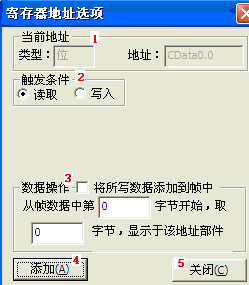 寄存器地址选项
当前地址 1
类型： 位 地址： CData0.0
触发条件
读取 2 写入
数据操作 3 将所写数据添加到帧中
从帧数据中第 0 字节开始，取
0 字节，显示于该地址部件
4 5
添加(A) 关闭(C)